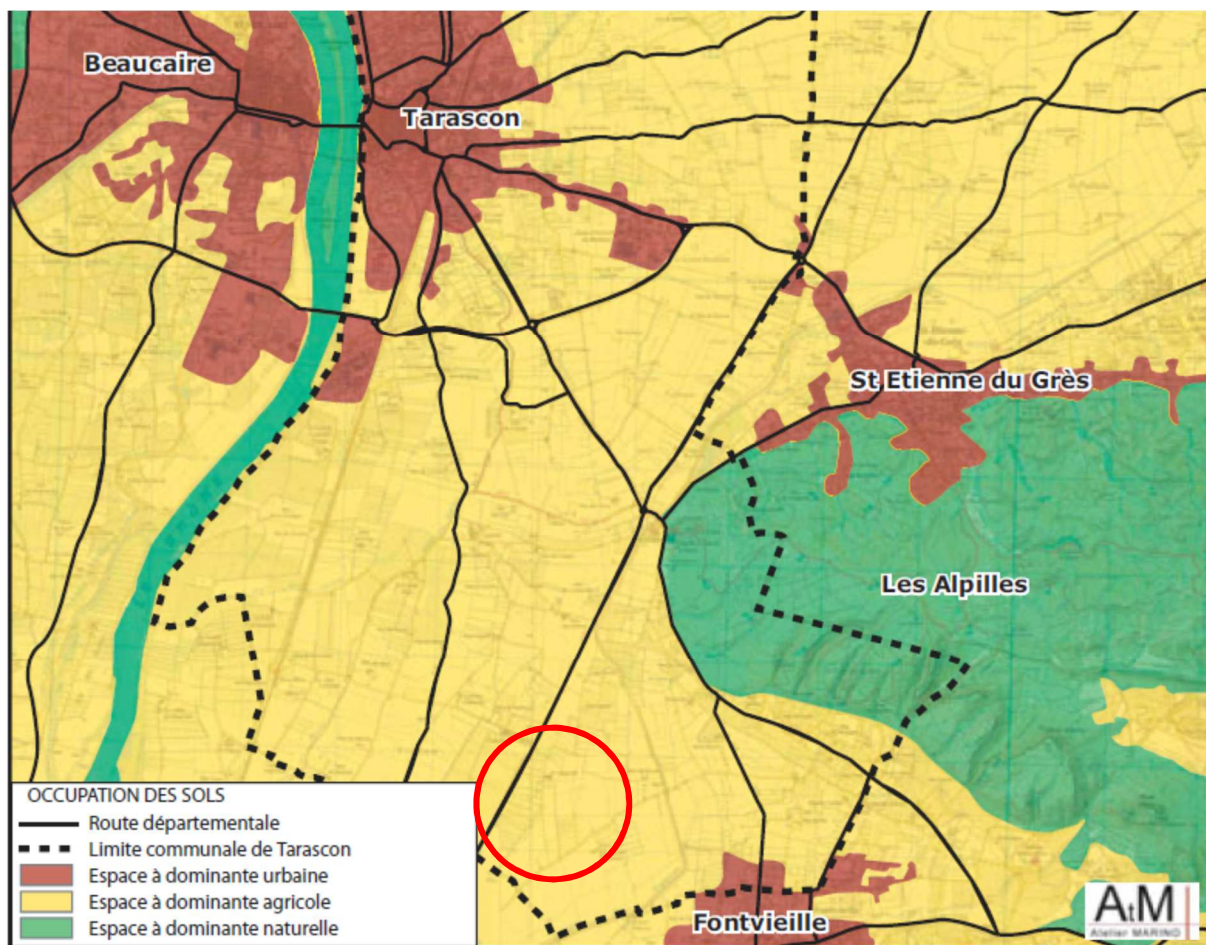 Beaucaire
Tarascon
St Etienne du Grès
Les Alpilles
Fontvieille
OCCUPATION DES SOLS
Route départementale
Limite communale de Tarascon
Espace à dominante urbaine
Espace à dominante agricole
Espace à dominante naturelle
AtM
Atelier MARINO